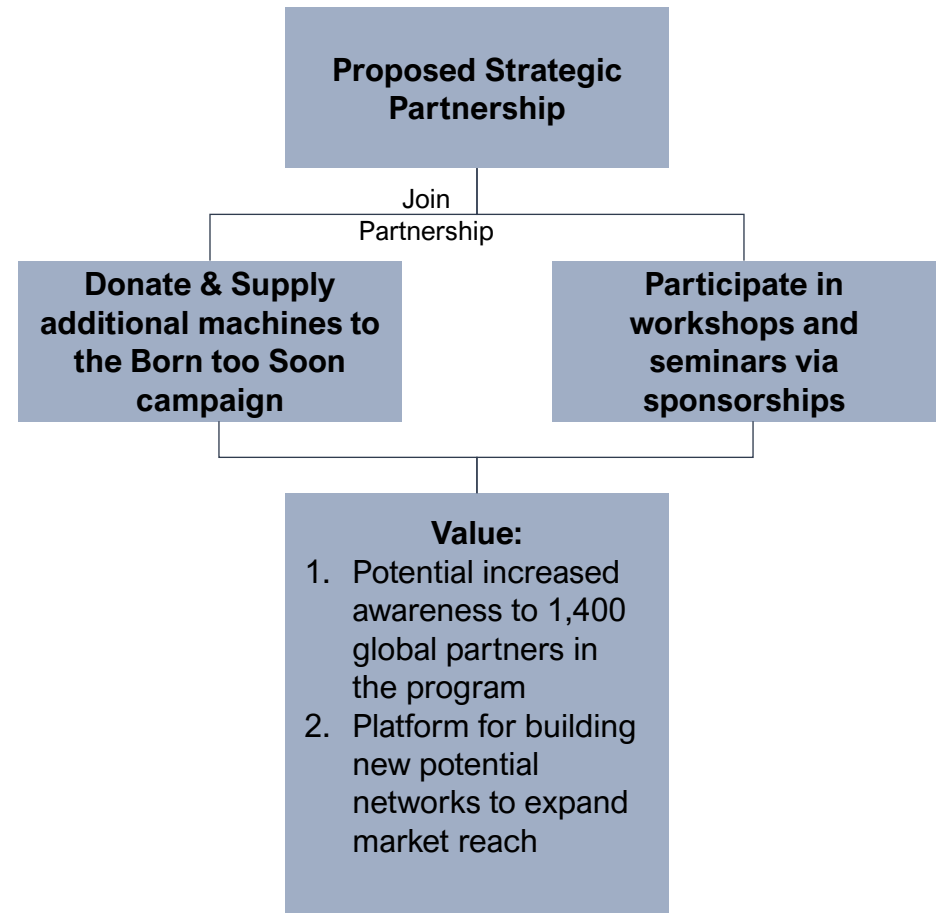 Proposed Strategic
Partnership
Join
Partnership
Donate & Supply
additional machines to
the Born too Soon
campaign
Participate in
workshops and
seminars via
sponsorships
Value:
1. Potential increased
awareness to 1,400
global partners in
the program
2. Platform for building
new potential
networks to expand
market reach